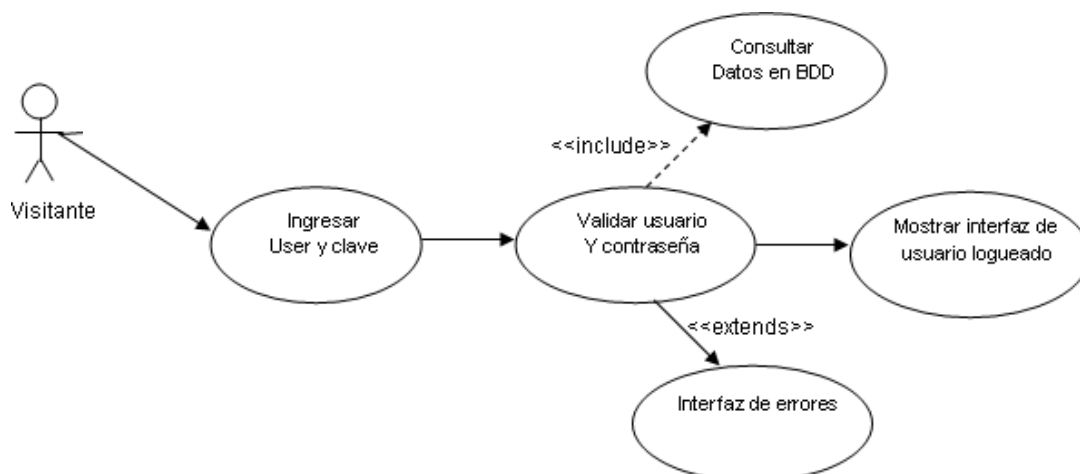 Consultar
Datos en BDD
<<include>>
Visitante
Ingresar
User y clave
Validar usuario
Y contraseña
Mostrar interfaz de
usuario logueado
<<extends>>
Interfaz de errores